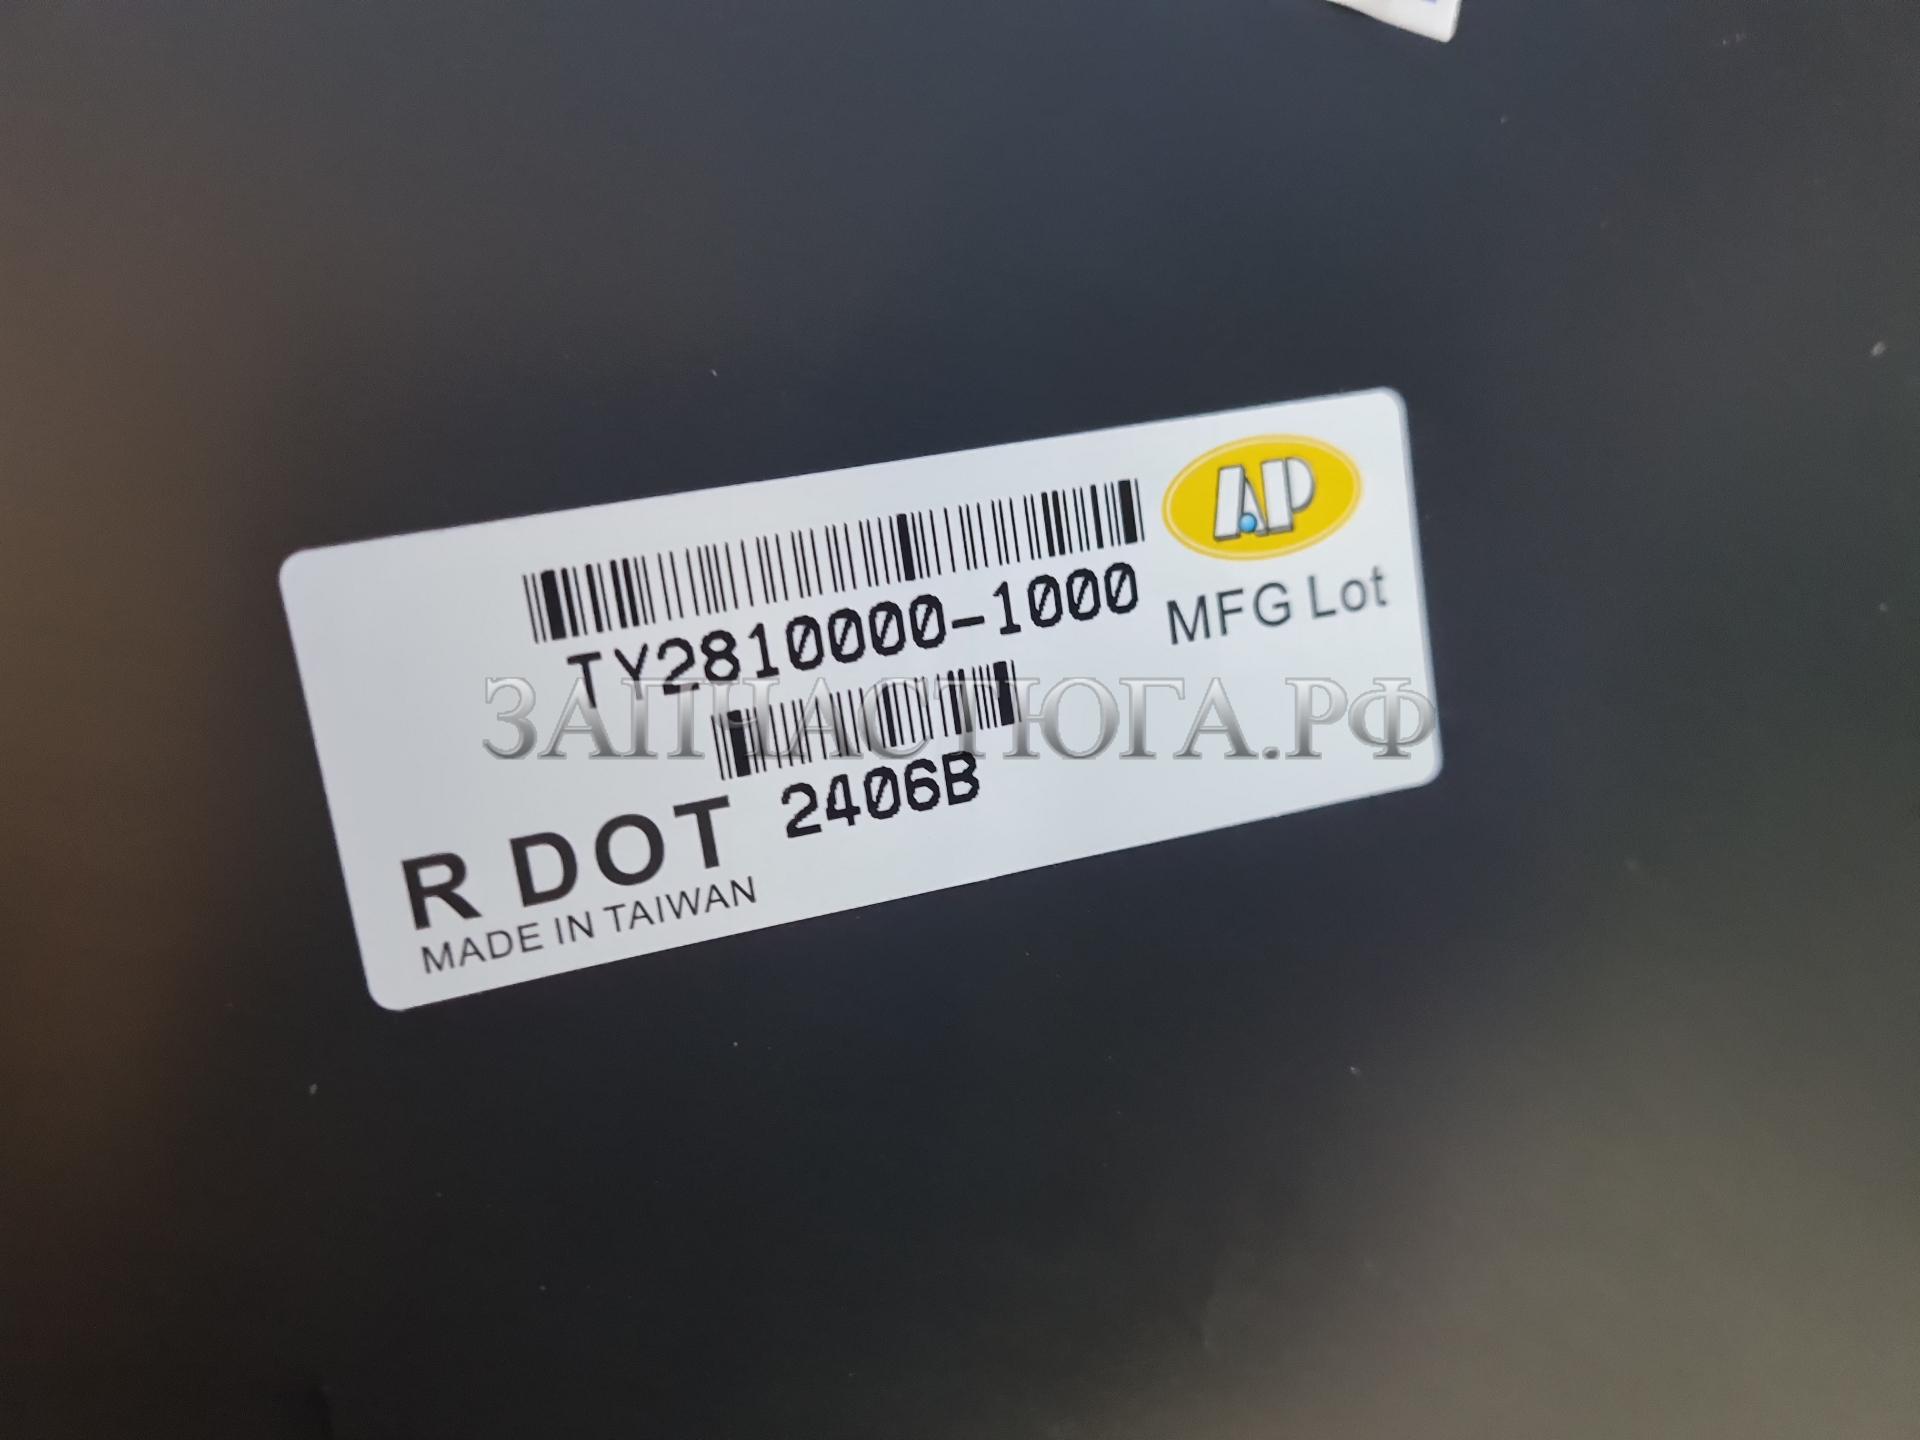 AP
TY2810000-1000
MFG Lot
ЗАПЧАСТЮГА.РФ
2406B
R DOT
MADE IN TAIWAN